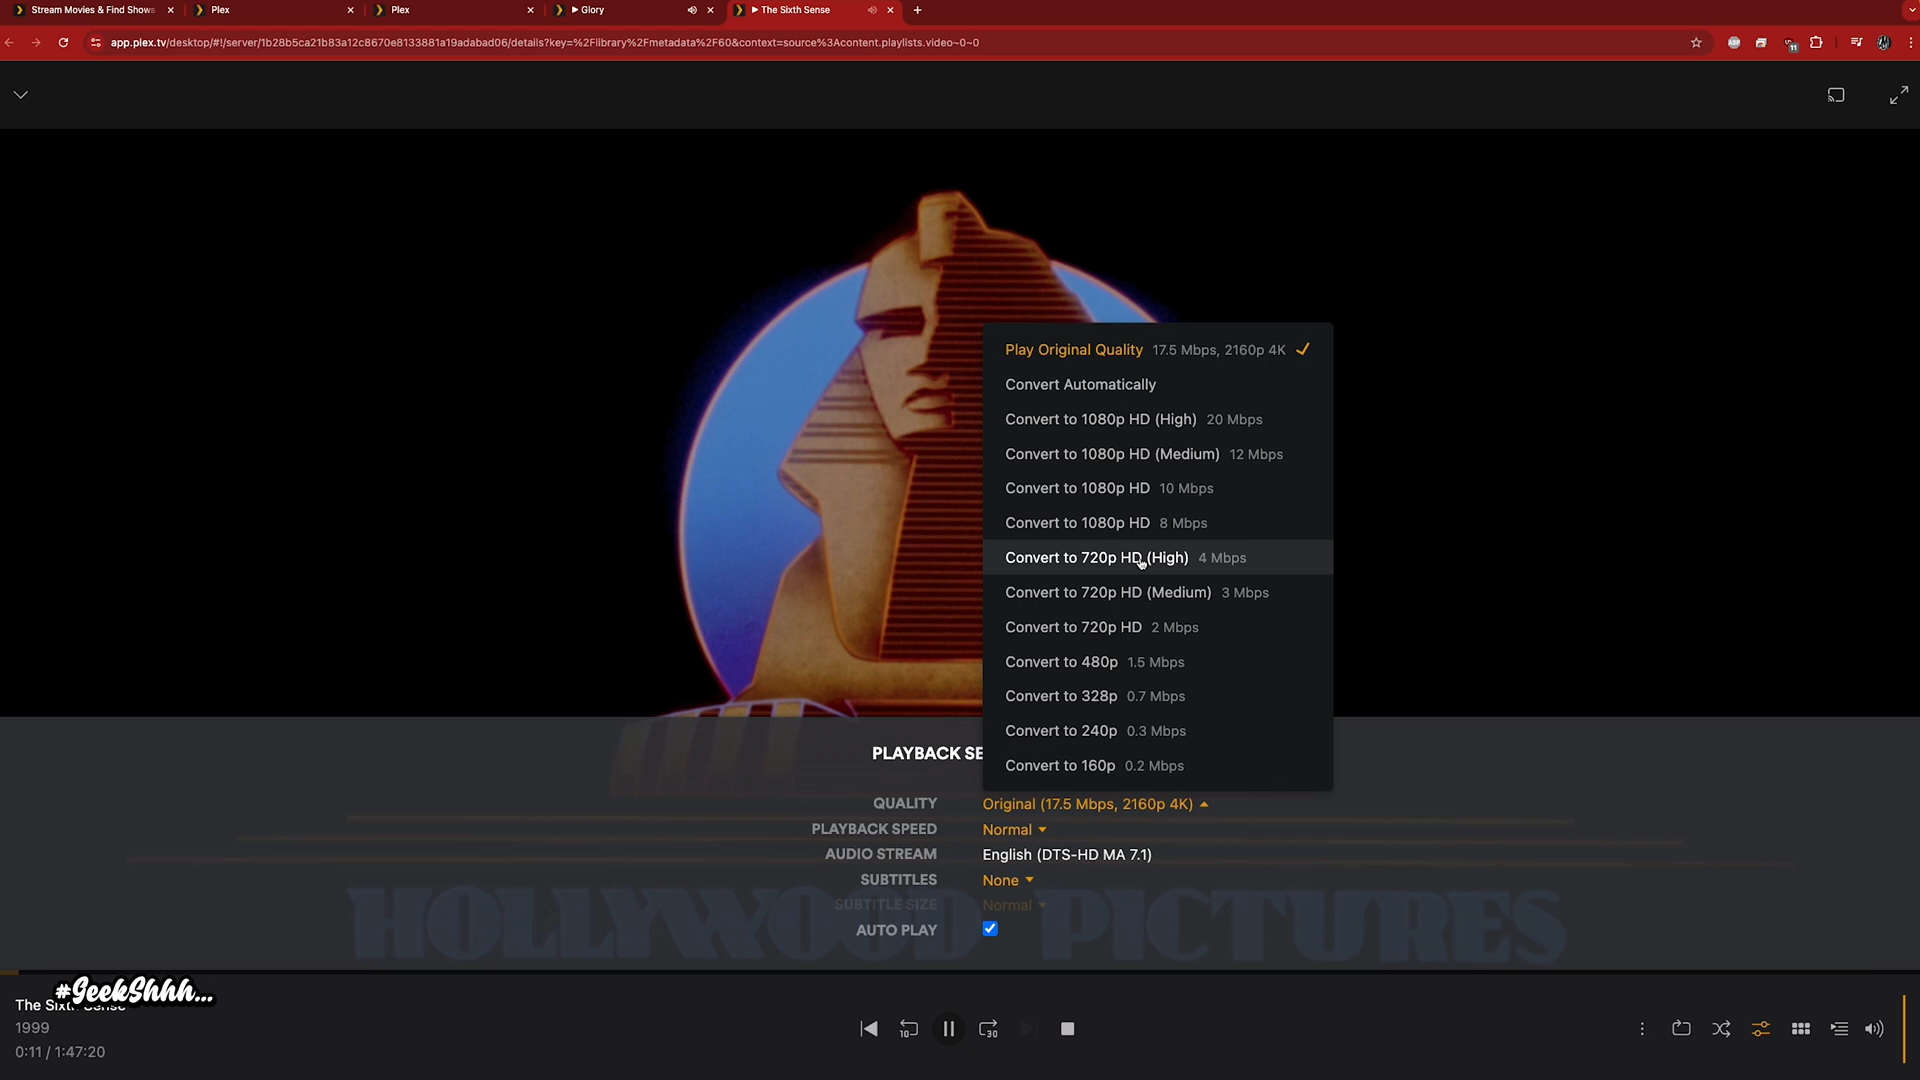 Stream Movies & Find Shows
Plex
Plex
Glory
The Sixth Sense
app.plex.tv/desktop/#!/server/1b28b5ca21b83a12c8670e8133881a19adabad06/details?key=%2Flibrary%2Fmetadata%2F60&context=source%3Acontent.playlists.video~0~0
11
Play Original Quality 17.5 Mbps, 2160p 4K
Convert Automatically
Convert to 1080p HD (High) 20 Mbps
Convert to 1080p HD (Medium) 12 Mbps
Convert to 1080p HD 10 Mbps
Convert to 1080p HD 8 Mbps
Convert to 720p HD (High) 4 Mbps
Convert to 720p HD (Medium) 3 Mbps
Convert to 720p HD 2 Mbps
Convert to 480p 1.5 Mbps
Convert to 328p 0.7 Mbps
Convert to 240p 0.3 Mbps
Convert to 160p 0.2 Mbps
PLAYBACK SE
QUALITY Original (17.5 Mbps, 2160p 4K)
PLAYBACK SPEED Normal
AUDIO STREAM English (DTS-HD MA 7.1)
SUBTITLES None
SUBTITLE SIZE Normal
AUTO PLAY
HOLLYWOOD PICTURES
#GeekShhh...
The Sixth Sense
1999
0:11 / 1:47:20
10
30